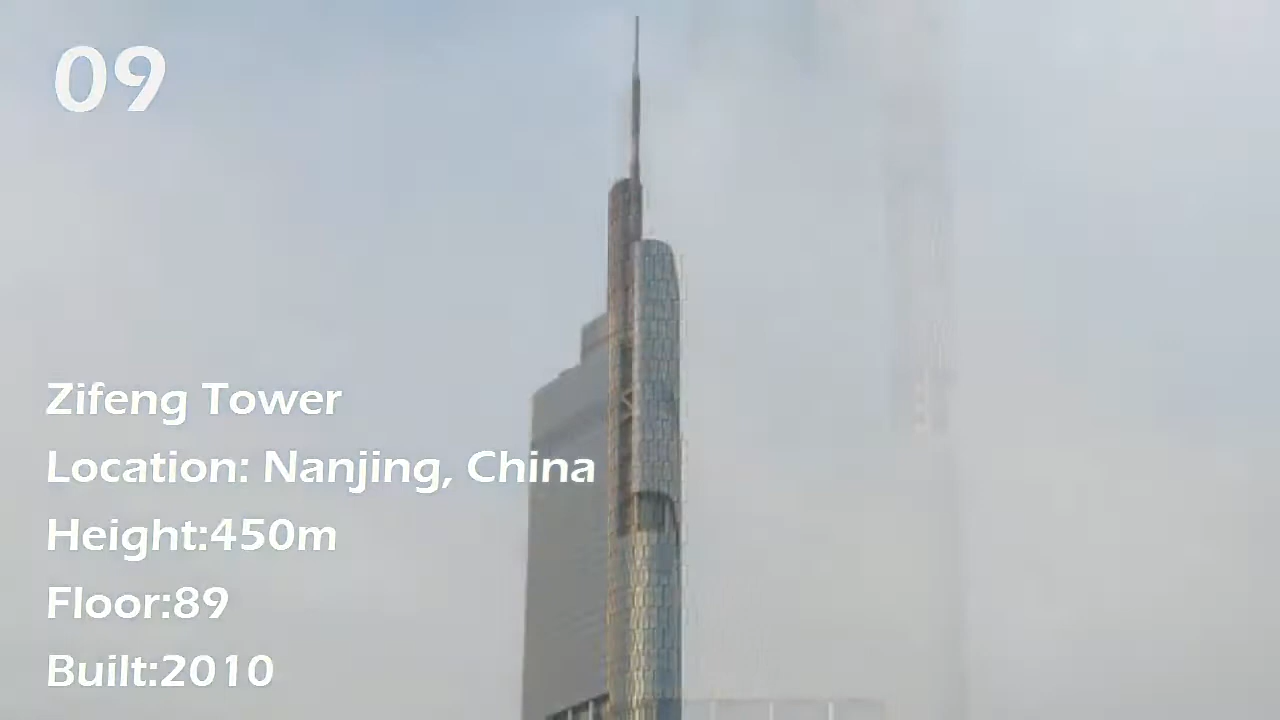 09
Zifeng Tower
Location: Nanjing, China
Height:450m
Floor:89
Built:2010